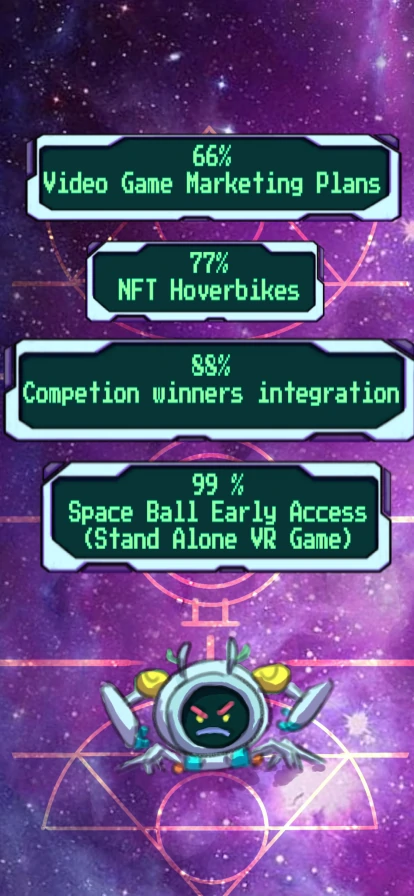 66%
Video Game Marketing Plans
77%
NFT Hoverbikes
88%
Competion winners integration
99 %
Space Ball Early Access
(Stand Alone VR Game)